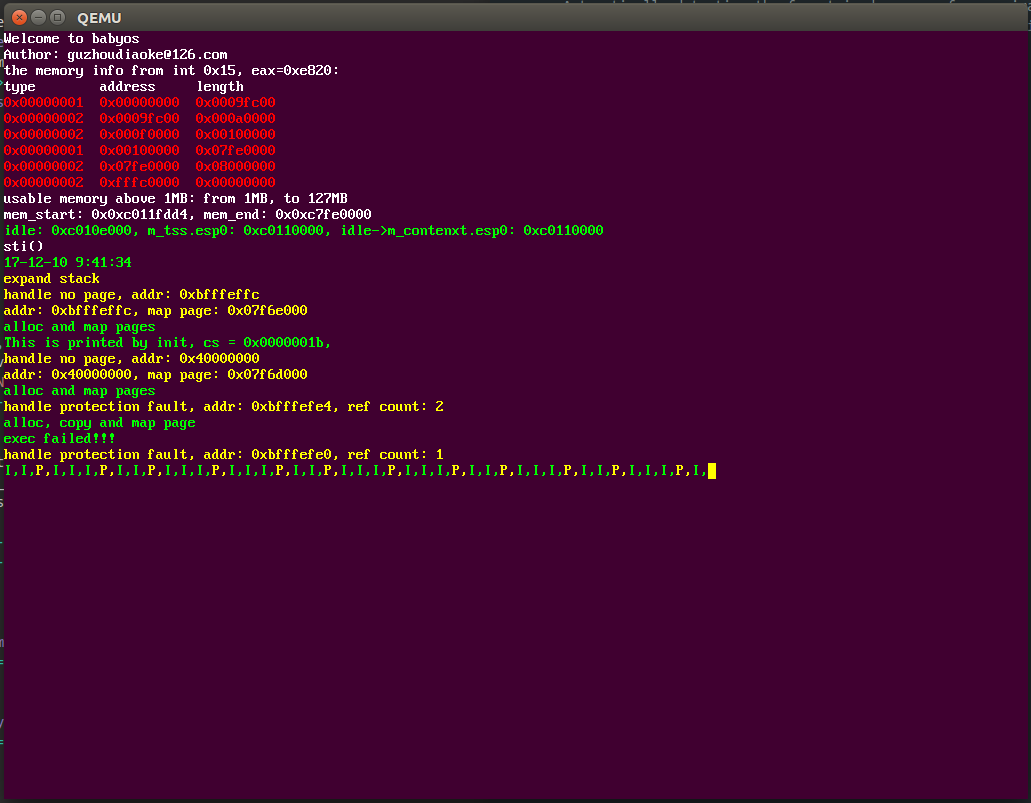 QEMU
Welcome to babyos
Author: guzhoudiaoke@126.com
the memory info from int 0x15, eax=0xe820:
type address length
0x00000001 0x00000000 0x0009fc00
0x00000002 0x0009fc00 0x000a0000
0x00000002 0x000f0000 0x00100000
0x00000001 0x00100000 0x07fe0000
0x00000002 0x07fe0000 0x08000000
0x00000002 0xfffc0000 0x00000000
usable memory above 1MB: from 1MB, to 127MB
mem_start: 0x0xc011fdd4, mem_end: 0x0xc7fe0000
idle: 0xc010e000, m_tss.esp0: 0xc0110000, idle->m_contenxt.esp0: 0xc0110000
sti()
17-12-10 9:41:34
expand stack
handle no page, addr: 0xbfffeffc
addr: 0xbfffeffc, map page: 0x07f6e000
alloc and map pages
This is printed by init, cs = 0x0000001b,
handle no page, addr: 0x40000000
addr: 0x40000000, map page: 0x07f6d000
alloc and map pages
handle protection fault, addr: 0xbfffefe4, ref count: 2
alloc, copy and map page
exec failed!!!
handle protection fault, addr: 0xbfffefe0, ref count: 1
I,I,P,I,I,I,P,I,I,P,I,I,I,P,I,I,I,P,I,I,P,I,I,I,P,I,I,I,P,I,I,P,I,I,I,P,I,I,P,I,I,I,P,I,